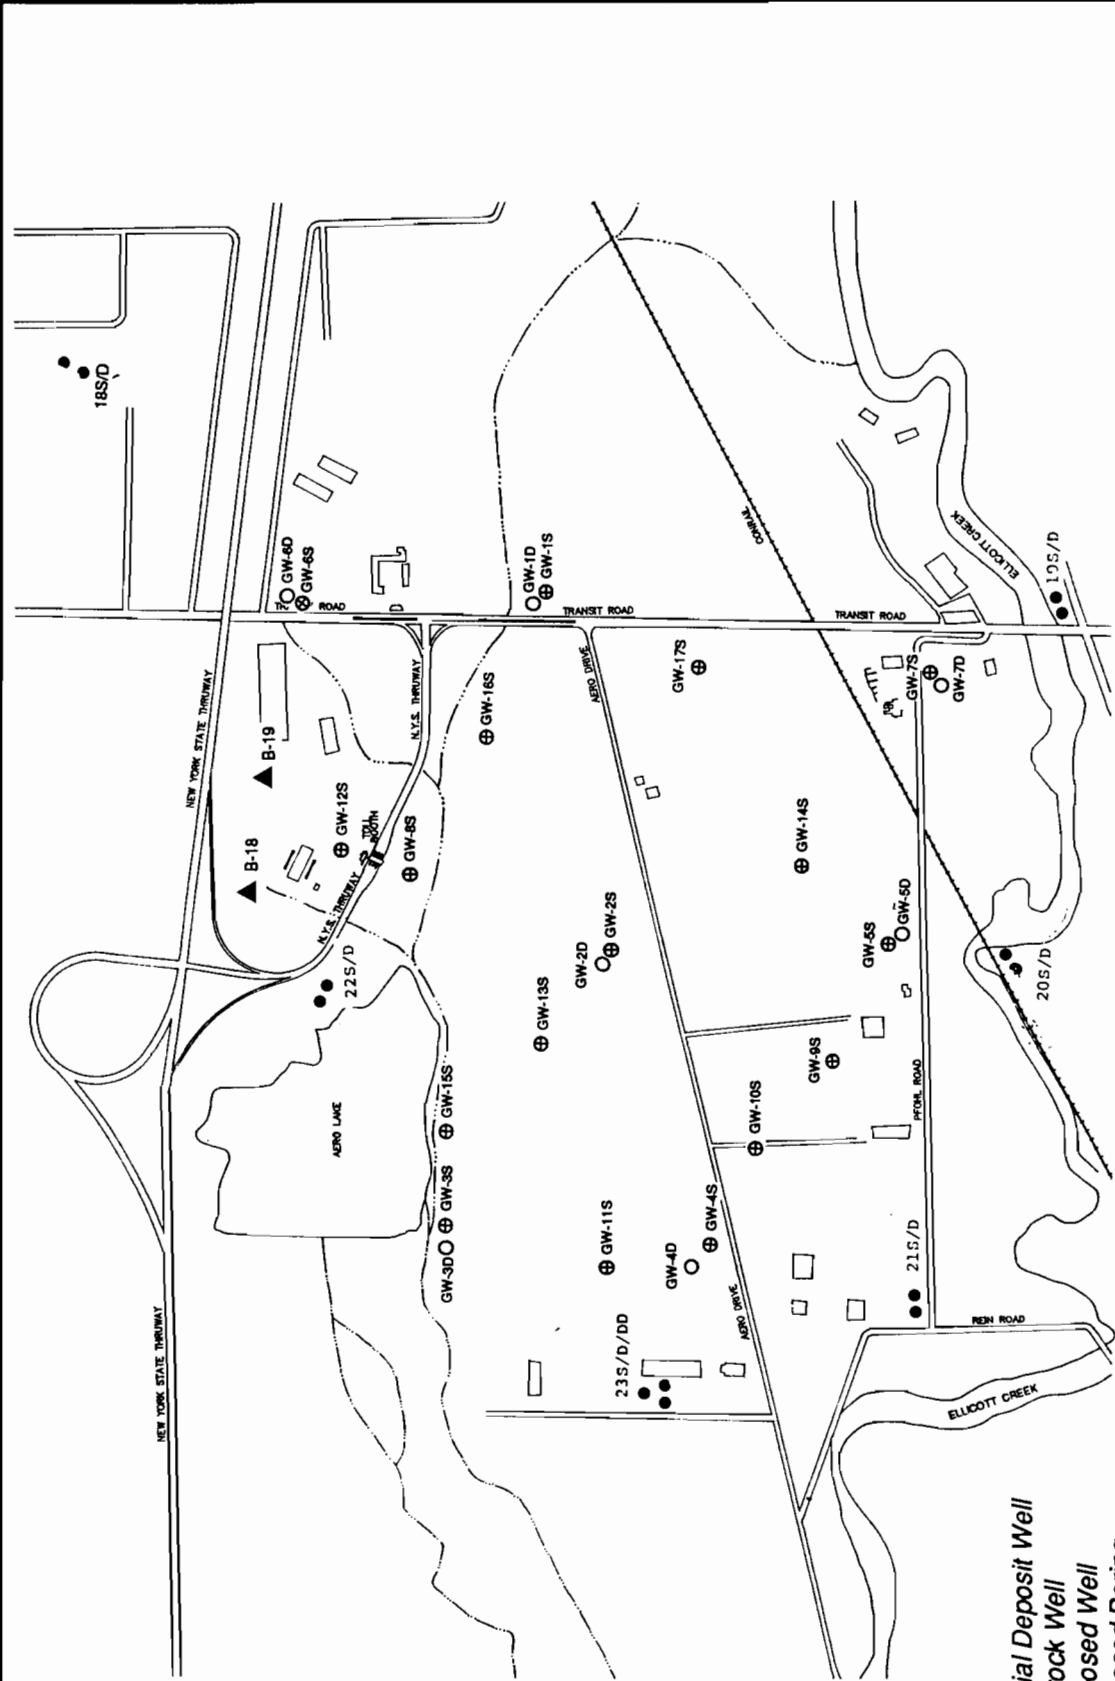 18S/D
GW-6D
GW-6S
ROAD
GW-1D
GW-1S
TRANSIT ROAD
CONRAIL
TRANSIT ROAD
ELLICOTT CREEK
19S/D
NEW YORK STATE THRUWAY
B-19
B-18
GW-12S
TOLL
BOOTH
GW-8S
N.Y.S. THRUWAY
N.Y.S. THRUWAY
GW-16S
AERO DRIVE
GW-17S
GW-7S
GW-7D
GW-14S
GW-2D
GW-2S
GW-13S
GW-5S
GW-5D
20S/D
22S/D
GW-15S
AERO LAKE
GW-3S
GW-3D
GW-9S
GW-10S
PFOHL ROAD
GW-11S
GW-4S
GW-4D
AERO DRIVE
21S/D
REIN ROAD
23S/D/DD
ELLICOTT CREEK
NEW YORK STATE THRUWAY
ial Deposit Well
ock Well
osed Well